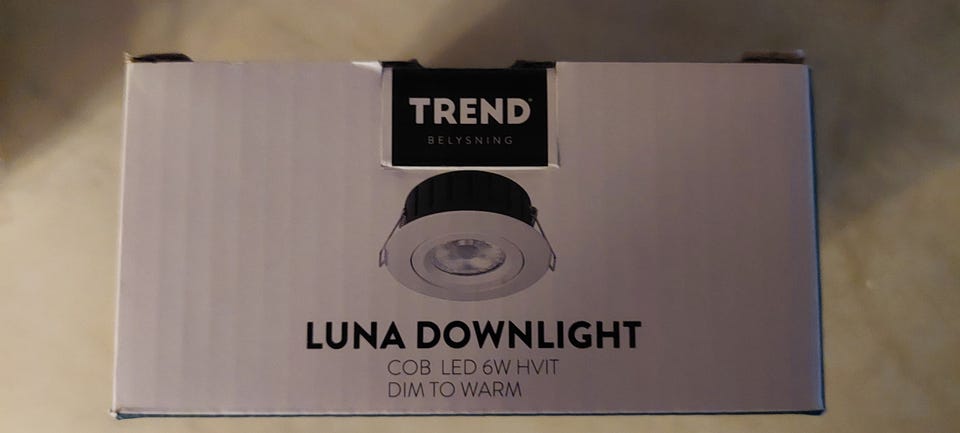 TREND
BELYSNING
LUNA DOWNLIGHT
COB LED 6W HVIT
DIM TO WARM